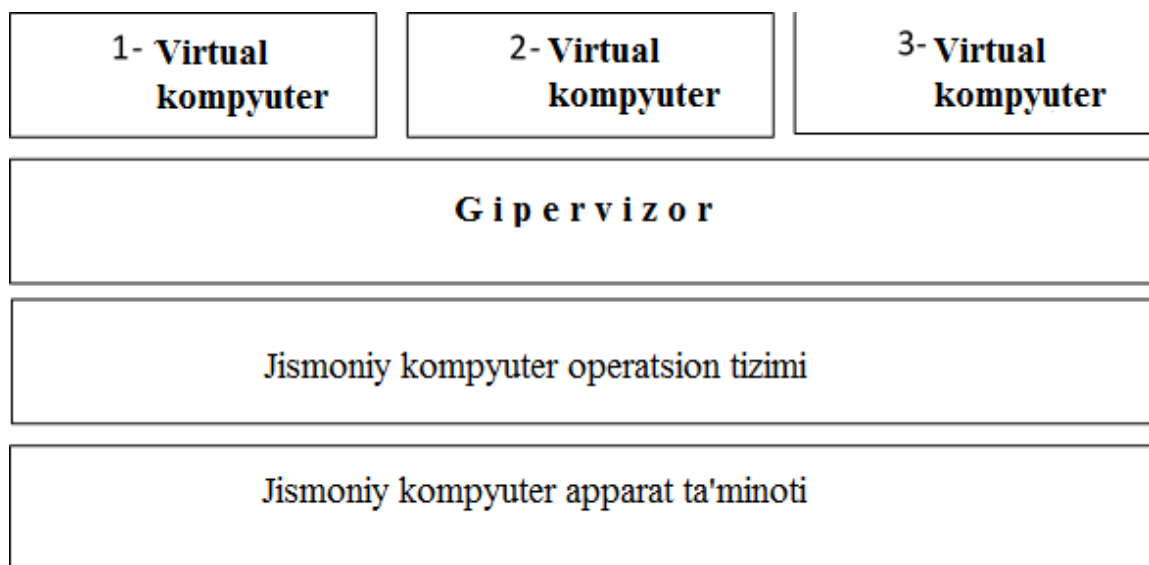 1- Virtual
kompyuter
2- Virtual
kompyuter
3- Virtual
kompyuter
G i p e r v i z o r
Jismoniy kompyuter operatsion tizimi
Jismoniy kompyuter apparat ta'minoti